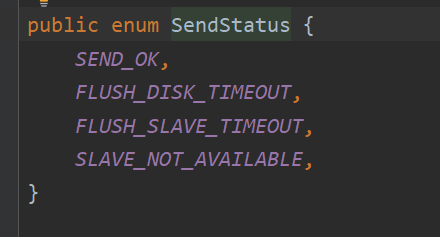 public enum SendStatus {
SEND_OK,
FLUSH_DISK_TIMEOUT,
FLUSH_SLAVE_TIMEOUT,
SLAVE_NOT_AVAILABLE,
}